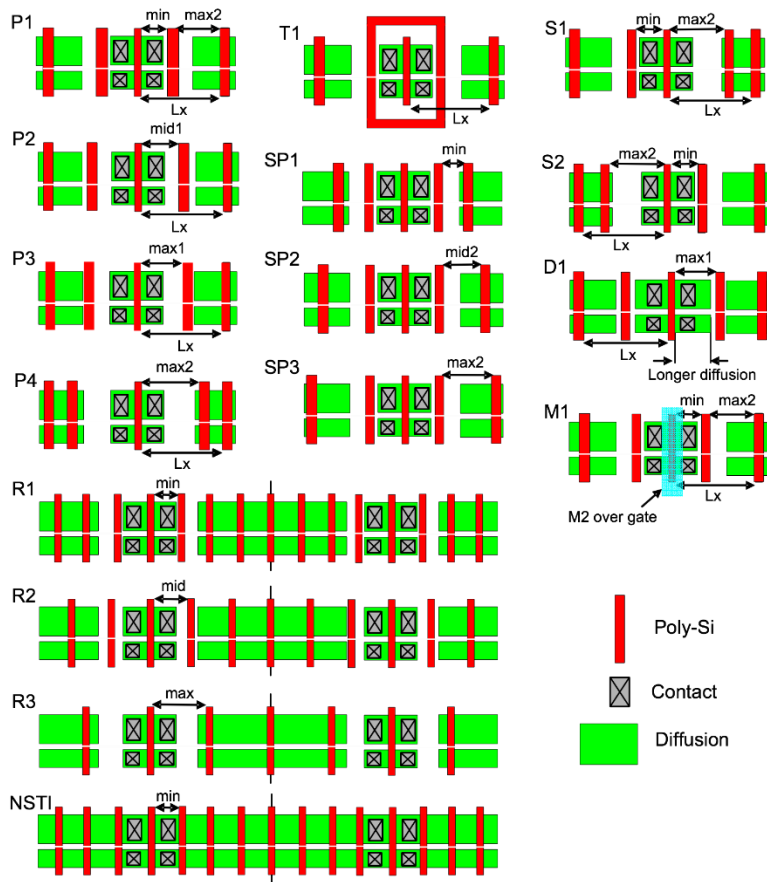 P1
min
max2
Lx
P2
mid1
Lx
P3
max1
Lx
P4
max2
Lx
T1
Lx
SP1
min
SP2
mid2
SP3
max2
S1
min
max2
Lx
S2
max2
min
Lx
D1
max1
Lx
Longer diffusion
M1
min
max2
Lx
M2 over gate
R1
min
R2
mid
R3
max
NSTI
min
Poly-Si
Contact
Diffusion